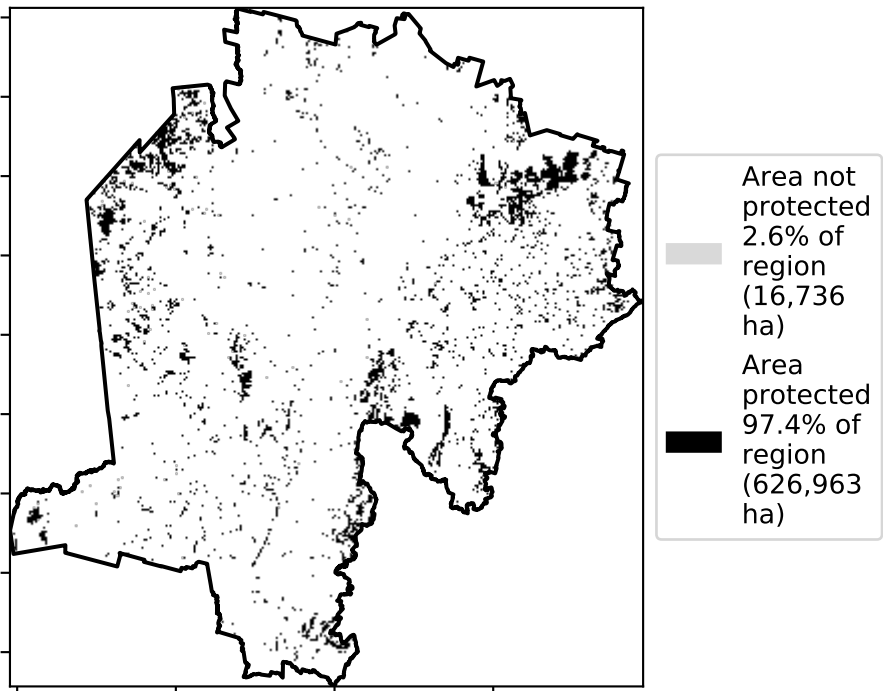 Area not
protected
2.6% of
region
(16,736
ha)
Area
protected
97.4% of
region
(626,963
ha)